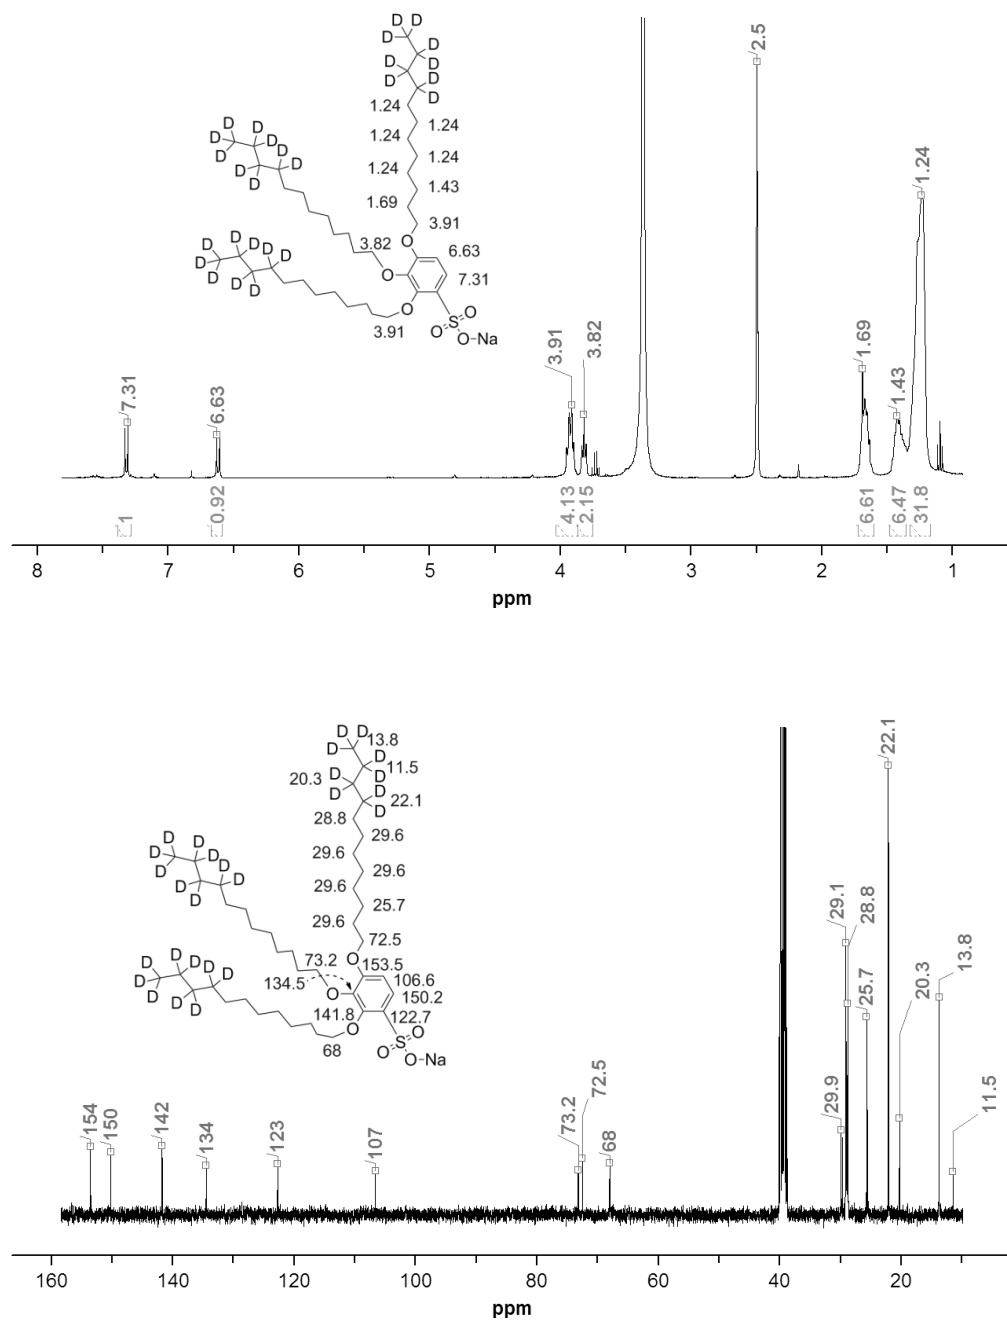 D D
D D
D D
D D
D
1.24 1.24
1.24 1.24
1.24 1.43
1.69 3.91
D D
D D D D D
D D
3.82 O 6.63
O 7.31
D D
D D D D D
D D
O S O
3.91 O O-Na
7.31
6.63
3.91
3.82
2.5
1.69
1.43
1.24
1
0.92
4.13
2.15
6.61
6.47
31.8
8 7 6 5 4 3 2 1
ppm
D D 13.8
D D 11.5
20.3 D D
D D 22.1
28.8 D
29.6
29.6 29.6
29.6 25.7
29.6 72.5
D D
D D D D D
D D
73.2 O 153.5
134.5 106.6
O 150.2
141.8 122.7
D D
D D D D D
D D
O S O
68 O O-Na
154
150
142
134
123
107
73.2
72.5
68
29.9
29.1
28.8
25.7
22.1
20.3
13.8
11.5
160 140 120 100 80 60 40 20
ppm